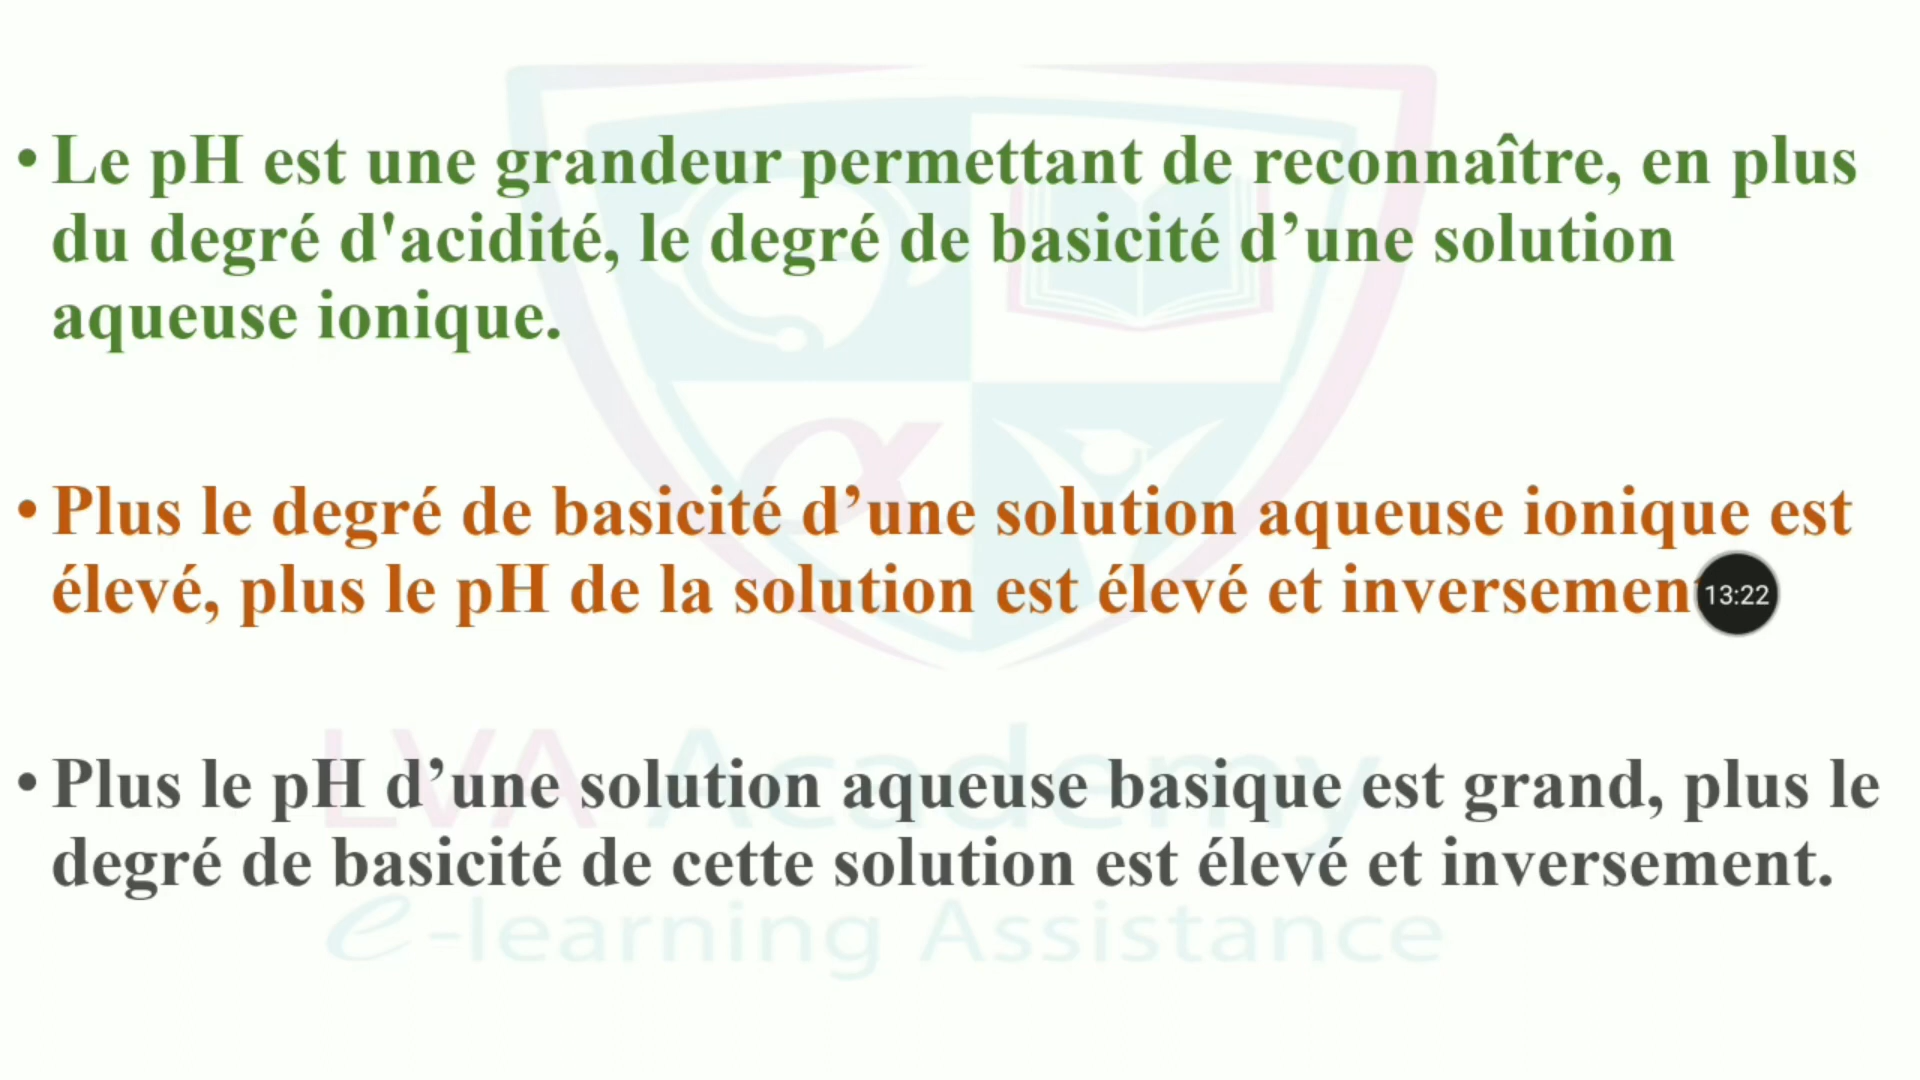 • Le pH est une grandeur permettant de reconnaître, en plus
du degré d'acidité, le degré de basicité d’une solution
aqueuse ionique.
• Plus le degré de basicité d’une solution aqueuse ionique est
élevé, plus le pH de la solution est élevé et inversement
13:22
• Plus le pH d’une solution aqueuse basique est grand, plus le
degré de basicité de cette solution est élevé et inversement.
LVA Academy
e-learning Assistance